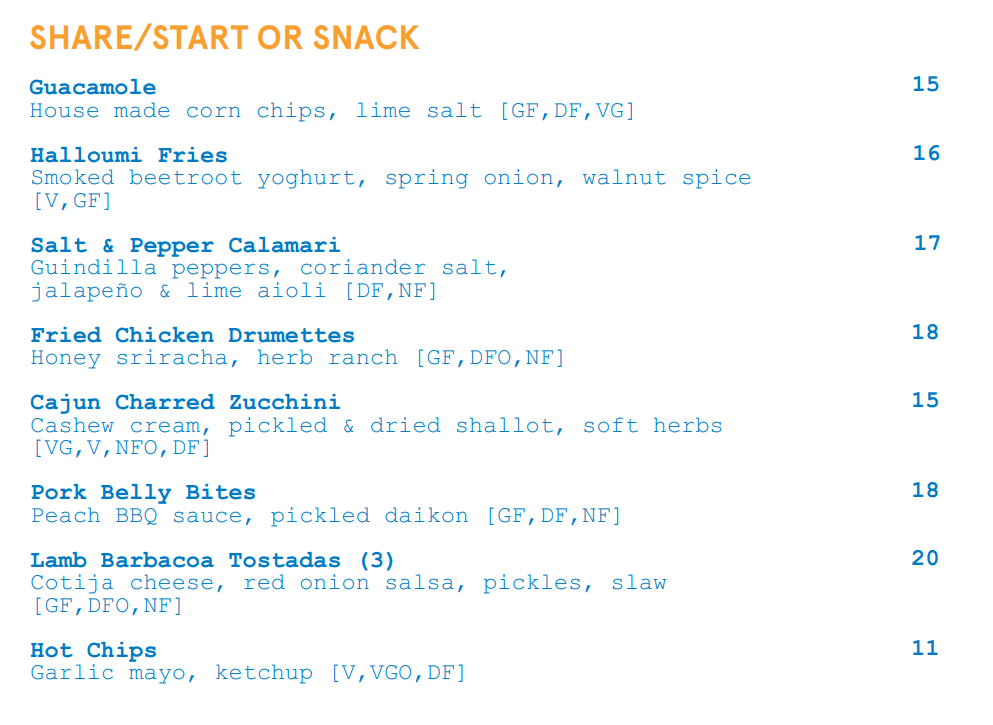 SHARE/START OR SNACK
Guacamole 15
House made corn chips, lime salt [GF,DF,VG]
Halloumi Fries 16
Smoked beetroot yoghurt, spring onion, walnut spice
[V,GF]
Salt & Pepper Calamari 17
Guindilla peppers, coriander salt,
jalapeño & lime aioli [DF,NF]
Fried Chicken Drumettes 18
Honey sriracha, herb ranch [GF,DFO,NF]
Cajun Charred Zucchini 15
Cashew cream, pickled & dried shallot, soft herbs
[VG,V,NFO,DF]
Pork Belly Bites 18
Peach BBQ sauce, pickled daikon [GF,DF,NF]
Lamb Barbacoa Tostadas (3) 20
Cotija cheese, red onion salsa, pickles, slaw
[GF,DFO,NF]
Hot Chips 11
Garlic mayo, ketchup [V,VGO,DF]